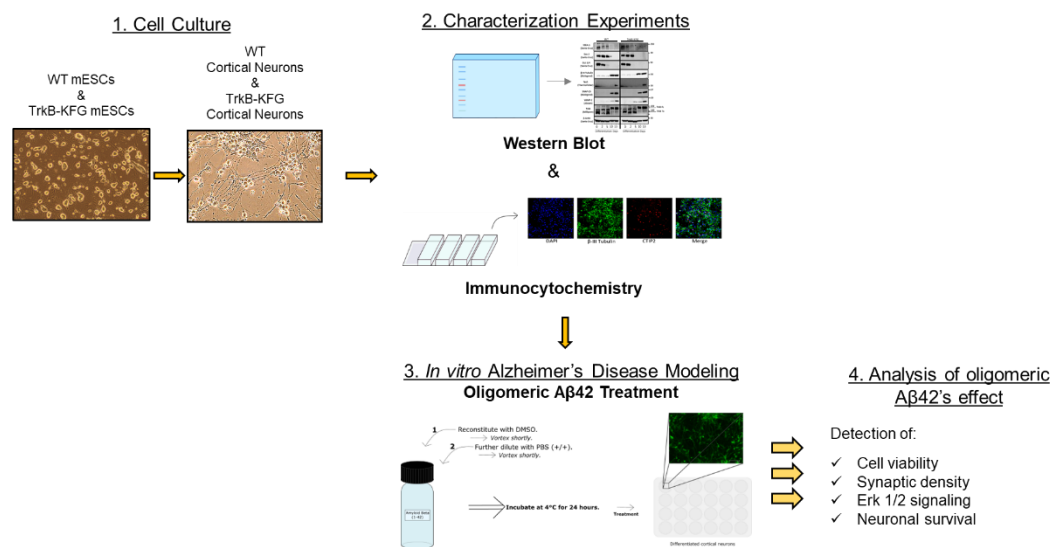 1. Cell Culture
WT mESCs
&
TrkB-KFG mESCs
WT
Cortical Neurons
&
TrkB-KFG
Cortical Neurons
2. Characterization Experiments
Western Blot
&
DAPI
β-III Tubulin
CTIP2
Merge
Immunocytochemistry
3. In vitro Alzheimer's Disease Modeling
Oligomeric Aβ42 Treatment
1 Reconstitute with DMSO.
Vortex shortly.
2 Further dilute with PBS (+/+).
Vortex shortly.
Amyloid Beta
(1-42)
Incubate at 4°C for 24 hours.
Treatment
Differentiated cortical neurons
4. Analysis of oligomeric
Aβ42's effect
Detection of:
✓ Cell viability
✓ Synaptic density
✓ Erk 1/2 signaling
✓ Neuronal survival